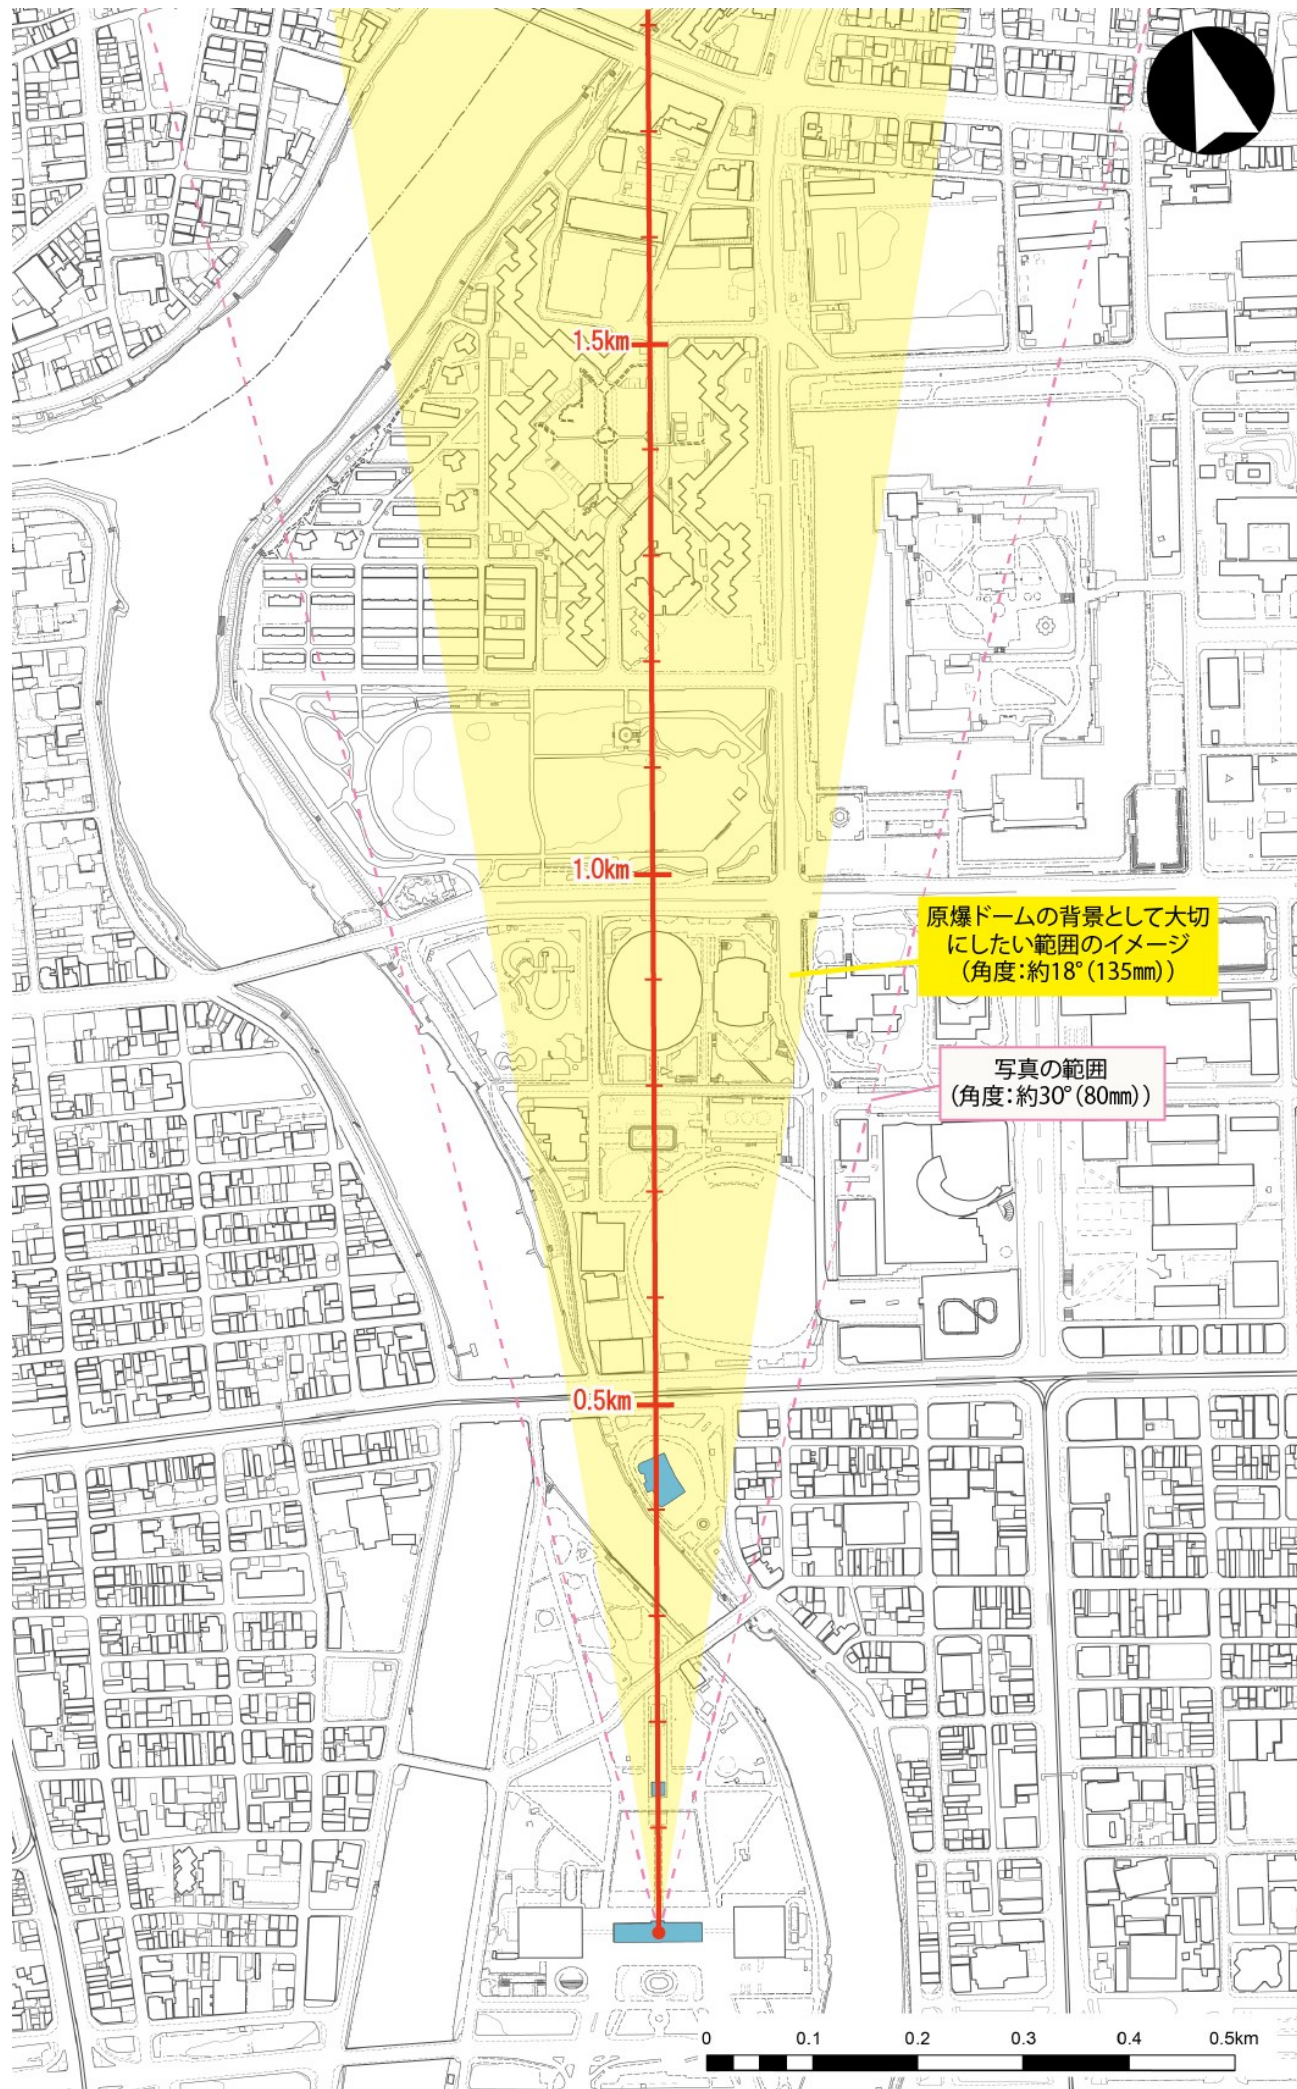 1.5km
1.0km
原爆ドームの背景として大切
にしたい範囲のイメージ
（角度：約18°（135㎜））
写真の範囲
（角度：約30°（80㎜））
0.5km
0 0.1 0.2 0.3 0.4 0.5km